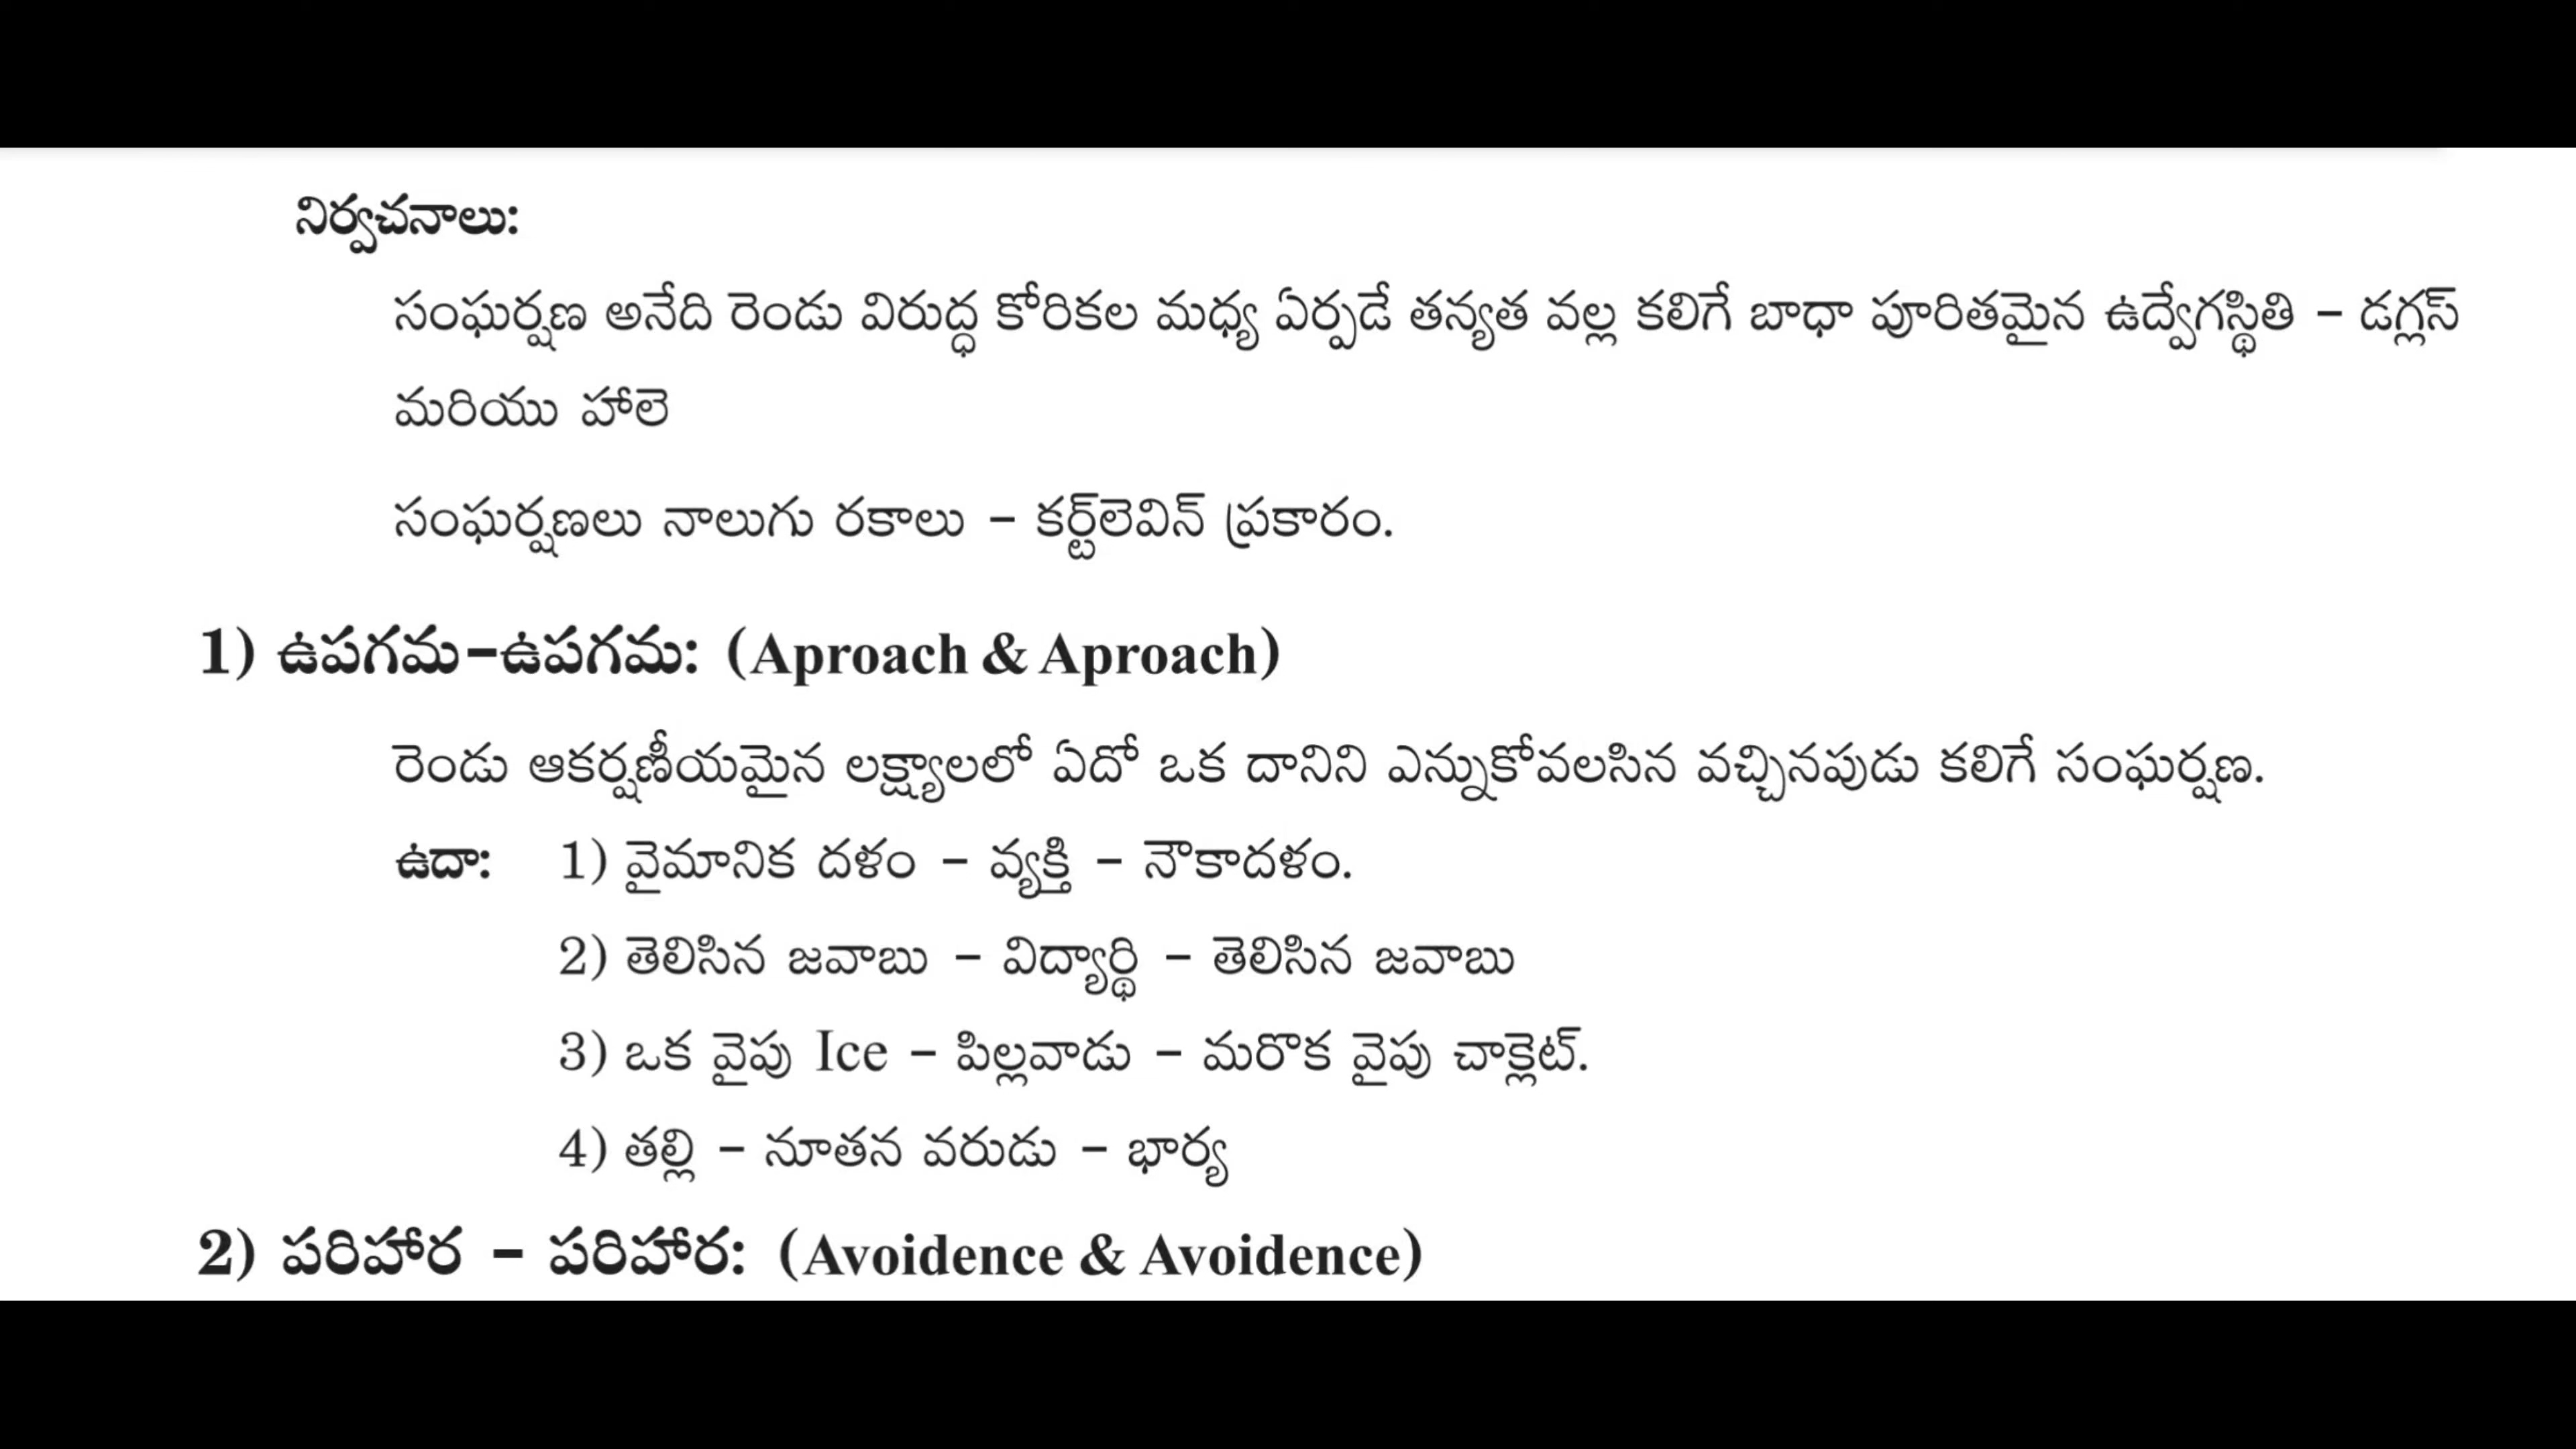 నిర్వచనాలు:
సంఘర్షణ అనేది రెండు విరుద్ధ కోరికల మధ్య ఏర్పడే తన్యత వల్ల కలిగే బాధా పూరితమైన ఉద్వేగస్థితి – డగ్లస్
మరియు హాలె
సంఘర్షణలు నాలుగు రకాలు – కర్ట్‌లెవిన్ ప్రకారం.
1) ఉపగమ–ఉపగమ: (Aproach & Aproach)
రెండు ఆకర్షణీయమైన లక్ష్యాలలో ఏదో ఒక దానిని ఎన్నుకోవలసిన వచ్చినపుడు కలిగే సంఘర్షణ.
ఉదా: 1) వైమానిక దళం – వ్యక్తి – నౌకాదళం.
2) తెలిసిన జవాబు – విద్యార్థి – తెలిసిన జవాబు
3) ఒక వైపు Ice – పిల్లవాడు – మరొక వైపు చాక్లెట్.
4) తల్లి – నూతన వరుడు – భార్య
2) పరిహార – పరిహార: (Avoidence & Avoidence)